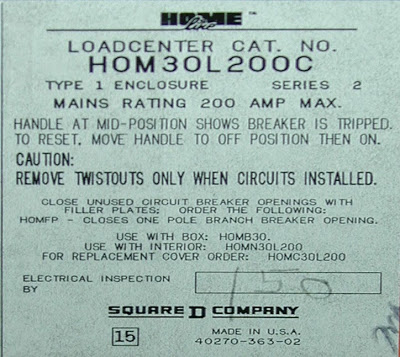 HOME line ™
LOADCENTER CAT. NO.
HOM30L200C
TYPE 1 ENCLOSURE SERIES 2
MAINS RATING 200 AMP MAX.
HANDLE AT MID-POSITION SHOWS BREAKER IS TRIPPED.
TO RESET, MOVE HANDLE TO OFF POSITION THEN ON.
CAUTION:
REMOVE TWISTOUTS ONLY WHEN CIRCUITS INSTALLED.
CLOSE UNUSED CIRCUIT BREAKER OPENINGS WITH
FILLER PLATES; ORDER THE FOLLOWING:
HOMFP - CLOSES ONE POLE BRANCH BREAKER OPENING.
USE WITH BOX: HOMB30,
USE WITH INTERIOR: HOMN30L200
FOR REPLACEMENT COVER ORDER: HOMC30L200
ELECTRICAL INSPECTION
BY 150
SQUARE D COMPANY
15 MADE IN U.S.A.
40270-363-02